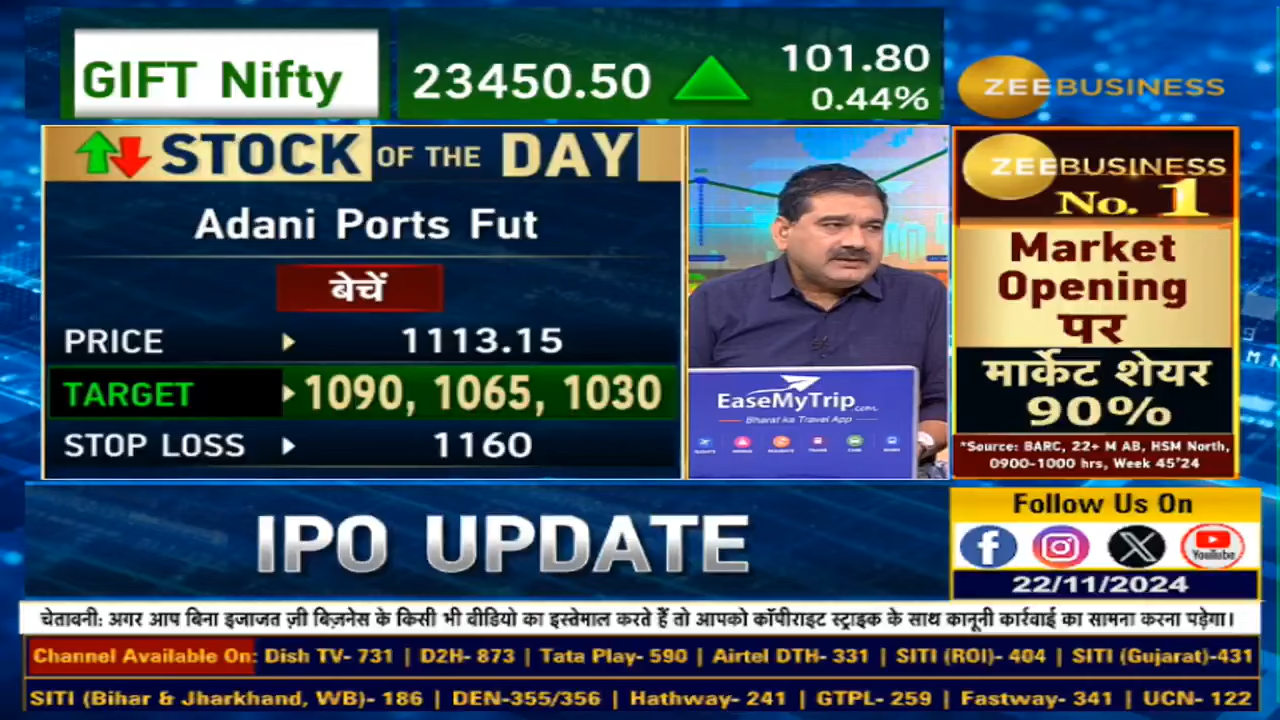 GIFT Nifty
23450.50
101.80
0.44%
ZEEBUSINESS
STOCK OF THE DAY
Adani Ports Fut
बेचें
PRICE 1113.15
TARGET 1090, 1065, 1030
STOP LOSS 1160
EaseMyTrip.com
Bharat ka Travel App
ZEEBUSINESS
No. 1
Market
Opening
पर
मार्केट शेयर
90%
*Source: BARC, 22+ M AB, HSM North,
0900-1000 hrs, Week 45'24
IPO UPDATE
Follow Us On
YouTube
22/11/2024
चेतावनी: अगर आप बिना इजाजत ज़ी बिज़नेस के किसी भी वीडियो का इस्तेमाल करते हैं तो आपको कॉपीराइट स्ट्राइक के साथ कानूनी कार्रवाई का सामना करना पड़ेगा।
Channel Available On: Dish TV- 731 | D2H- 873 | Tata Play- 590 | Airtel DTH- 331 | SITI (ROI)- 404 | SITI (Gujarat)-431
SITI (Bihar & Jharkhand, WB)- 186 | DEN-355/356 | Hathway- 241 | GTPL- 259 | Fastway- 341 | UCN- 122